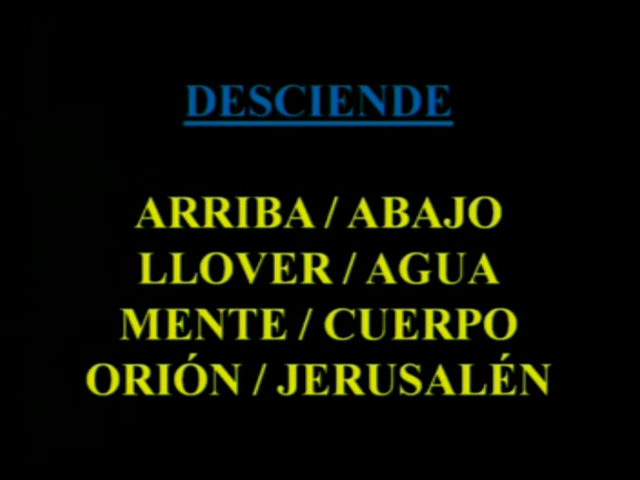 DESCIENDE
ARRIBA / ABAJO
LLOVER / AGUA
MENTE / CUERPO
ORIÓN / JERUSALÉN